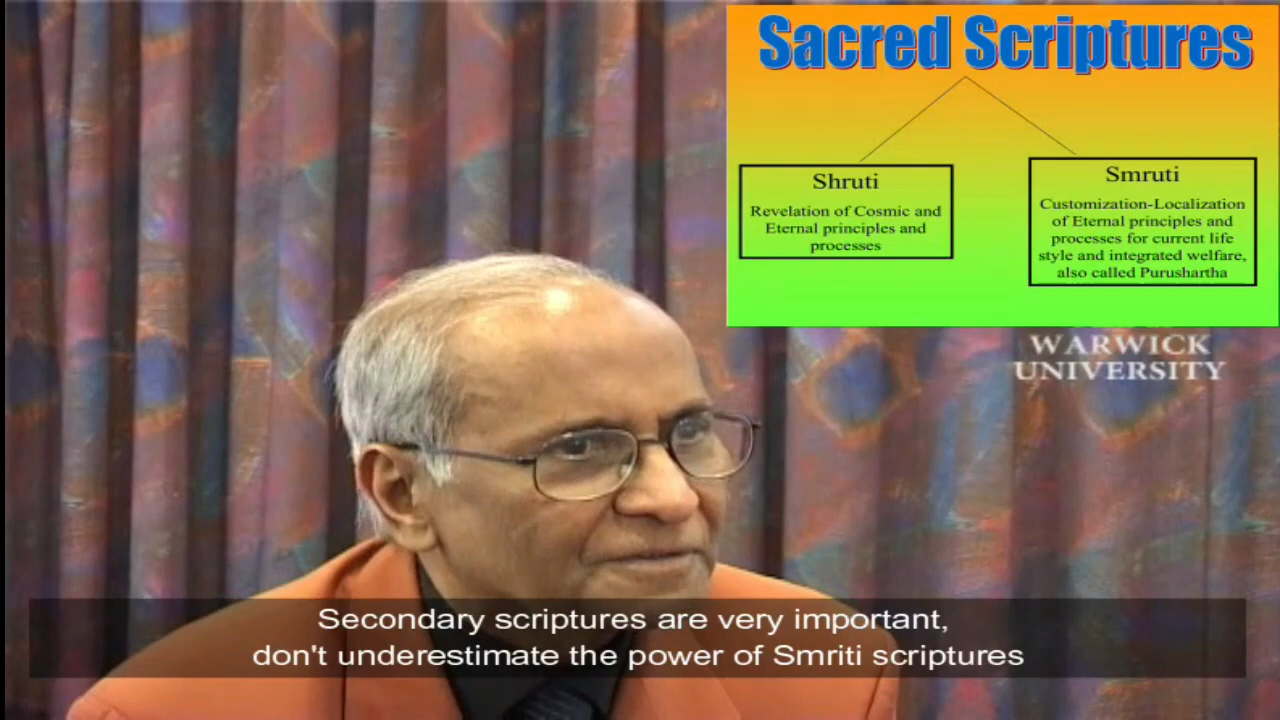 Sacred Scriptures
Shruti
Revelation of Cosmic and
Eternal principles and
processes
Smruti
Customization-Localization
of Eternal principles and
processes for current life
style and integrated welfare,
also called Purushartha
WARWICK
UNIVERSITY
Secondary scriptures are very important,
don't underestimate the power of Smriti scriptures